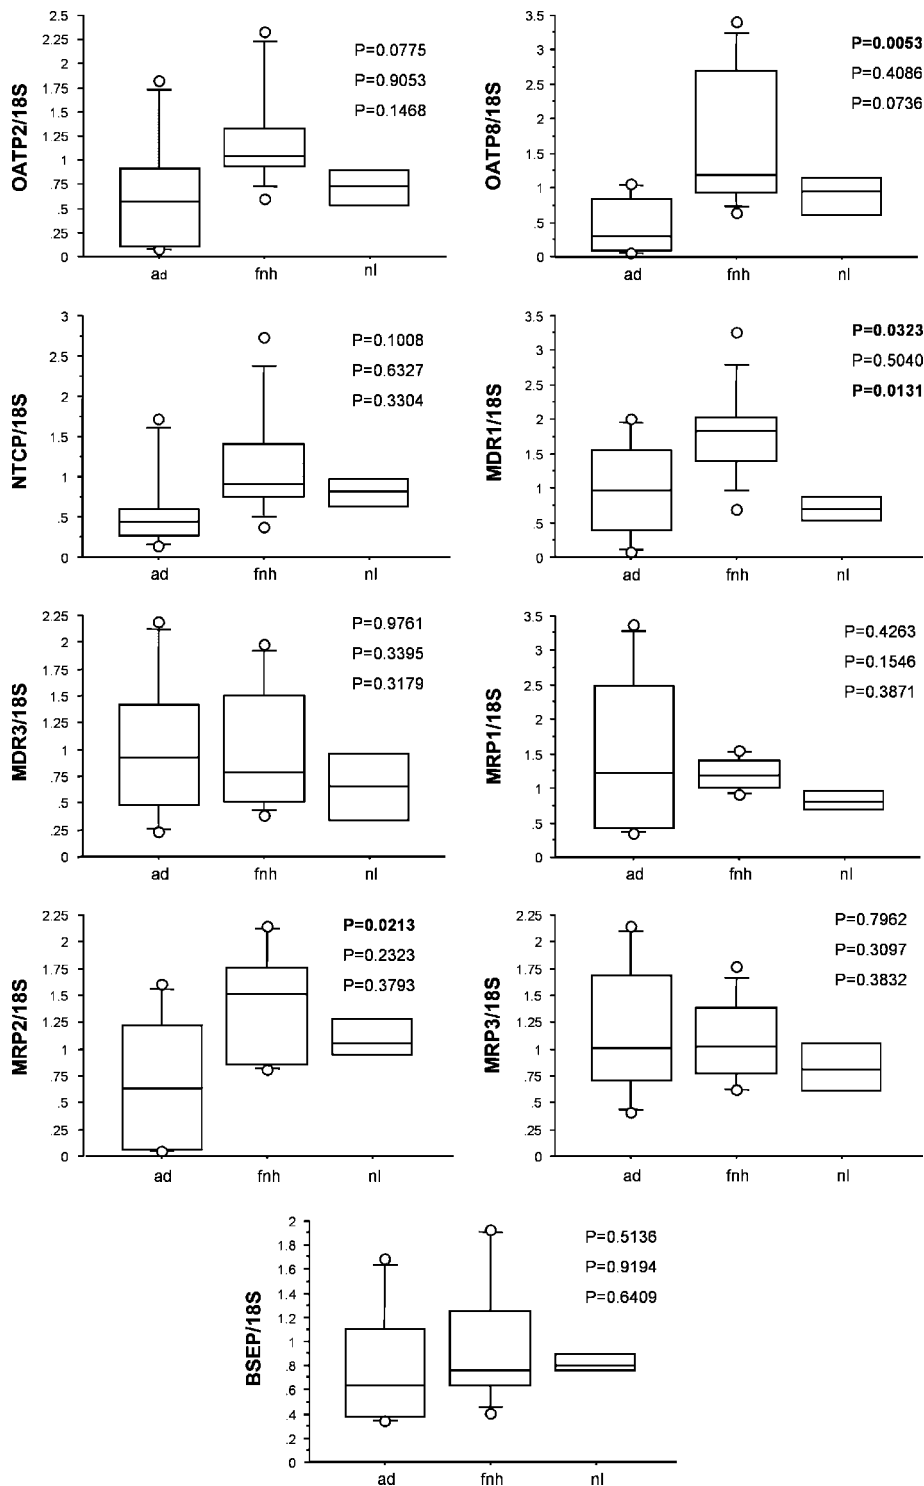 OATP2/18S
2.5
2.25
2
1.75
1.5
1.25
1
.75
.5
.25
0
P=0.0775
P=0.9053
P=0.1468
ad fnh nl
OATP8/18S
3.5
3
2.5
2
1.5
1
.5
0
P=0.0053
P=0.4086
P=0.0736
ad fnh nl
NTCP/18S
3
2.5
2
1.5
1
.5
0
P=0.1008
P=0.6327
P=0.3304
ad fnh nl
MDR1/18S
3.5
3
2.5
2
1.5
1
.5
0
P=0.0323
P=0.5040
P=0.0131
ad fnh nl
MDR3/18S
2.25
2
1.75
1.5
1.25
1
.75
.5
.25
0
P=0.9761
P=0.3395
P=0.3179
ad fnh nl
MRP1/18S
3.5
3
2.5
2
1.5
1
.5
0
P=0.4263
P=0.1546
P=0.3871
ad fnh nl
MRP2/18S
2.25
2
1.75
1.5
1.25
1
.75
.5
.25
0
P=0.0213
P=0.2323
P=0.3793
ad fnh nl
MRP3/18S
2.25
2
1.75
1.5
1.25
1
.75
.5
.25
0
P=0.7962
P=0.3097
P=0.3832
ad fnh nl
BSEP/18S
2
1.8
1.6
1.4
1.2
1
.8
.6
.4
.2
0
P=0.5136
P=0.9194
P=0.6409
ad fnh nl